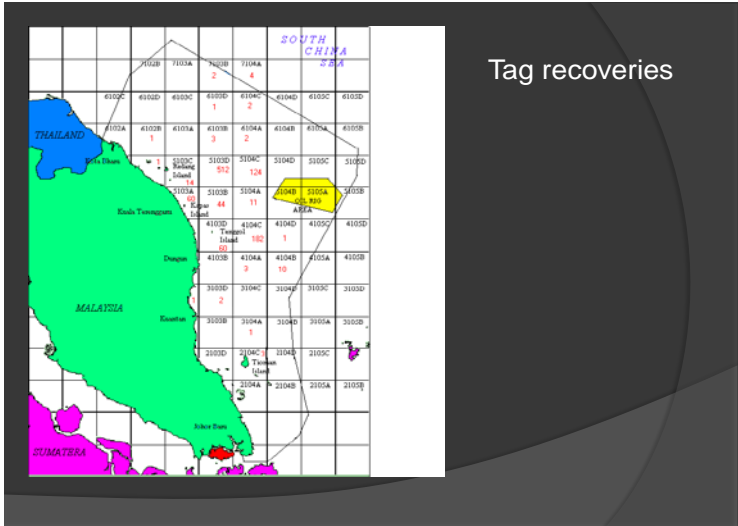 SOUTH
CHINA
SEA
Tag recoveries
7102B 7103A 7103B 7104A
2 4
6102C 6102D 6103C 6103D 6104C 6104D 6105C 6105D
1 2
THAILAND
6102A 6102B 6103A 6103B 6104A 6104B 6105A 6105B
1 3 2
Kota Bharu
1
5103C 5103D 5104C 5104D 5105C 5105D
Redang
Island
512 124
14
5103A 5103B 5104A 5104B 5105A 5105B
60 44 11
Kapas
Island
OIL RIG
AREA
Kuala Terengganu
4103D 4104C 4104D 4105C 4105D
Tenggol
Island
182 1
60
Dungun
4103B 4104A 4104B 4105A 4105B
3 10
3103D 3104C 3104D 3105C 3105D
1 2
MALAYSIA
Kuantan
3103B 3104A 3104B 3105A 3105B
1
2103D 2104C 3 2104D 2105C
Tioman
Island
2104A 2104B 2105A 2105B
Johor Baru
SUMATERA